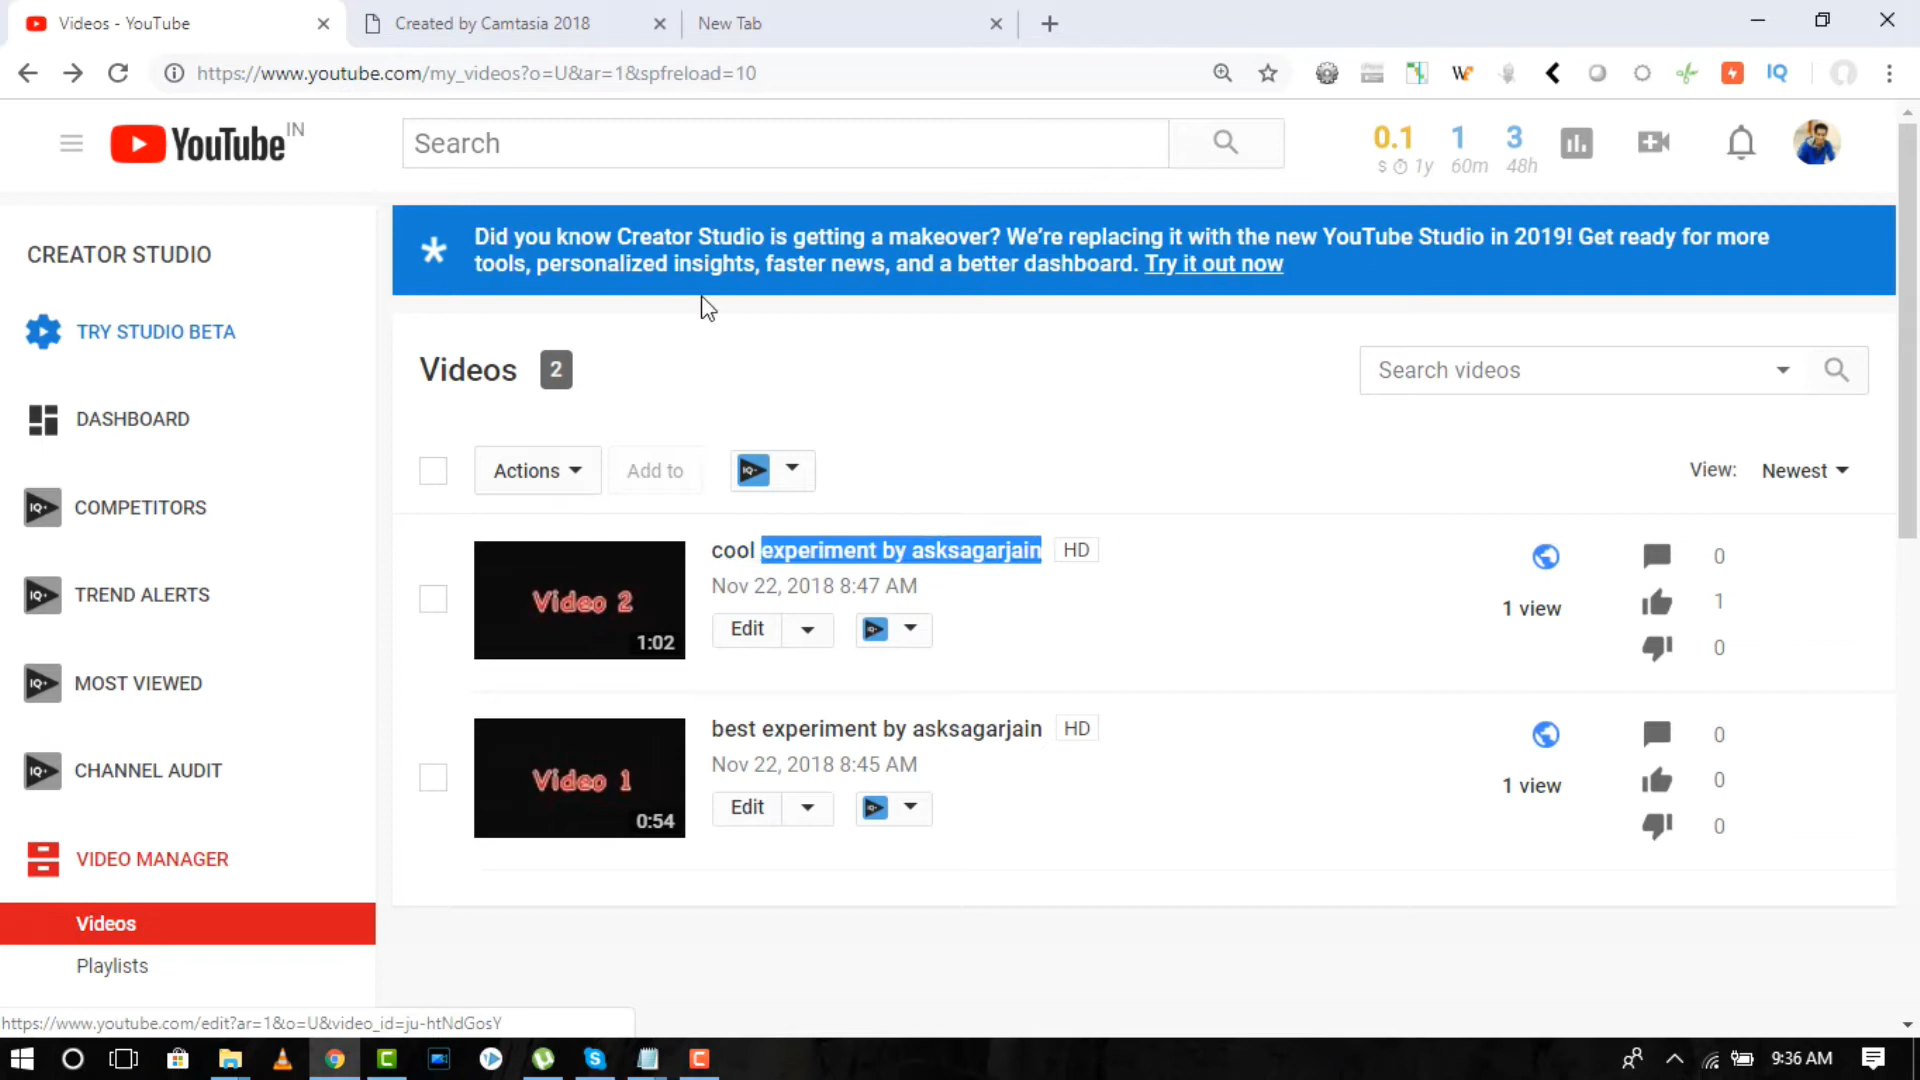 Videos - YouTube
Created by Camtasia 2018
New Tab
https://www.youtube.com/my_videos?o=U&ar=1&spfreload=10
IQ
YouTube IN
Search
0.1 1 3
$ 1y 60m 48h
CREATOR STUDIO
Did you know Creator Studio is getting a makeover? We're replacing it with the new YouTube Studio in 2019! Get ready for more
tools, personalized insights, faster news, and a better dashboard. Try it out now
TRY STUDIO BETA
Videos 2
Search videos
DASHBOARD
Actions
Add to
IQ+
View: Newest
IQ+ COMPETITORS
cool experiment by asksagarjain HD
Nov 22, 2018 8:47 AM
Video 2
1:02
Edit
1 view
0
1
0
IQ+ TREND ALERTS
IQ+ MOST VIEWED
best experiment by asksagarjain HD
Nov 22, 2018 8:45 AM
Video 1
0:54
Edit
1 view
0
0
0
IQ+ CHANNEL AUDIT
VIDEO MANAGER
Videos
Playlists
https://www.youtube.com/edit?ar=1&o=U&video_id=ju-htNdGosY
9:36 AM